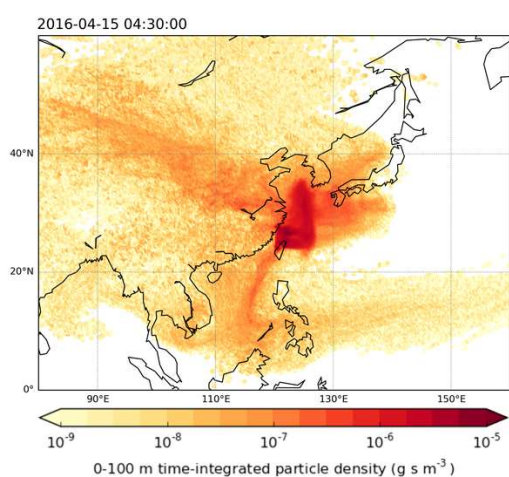 2016-04-15 04:30:00
40°N
20°N
0°
90°E 110°E 130°E 150°E
10⁻⁹ 10⁻⁸ 10⁻⁷ 10⁻⁶ 10⁻⁵
0-100 m time-integrated particle density (g s m⁻³)